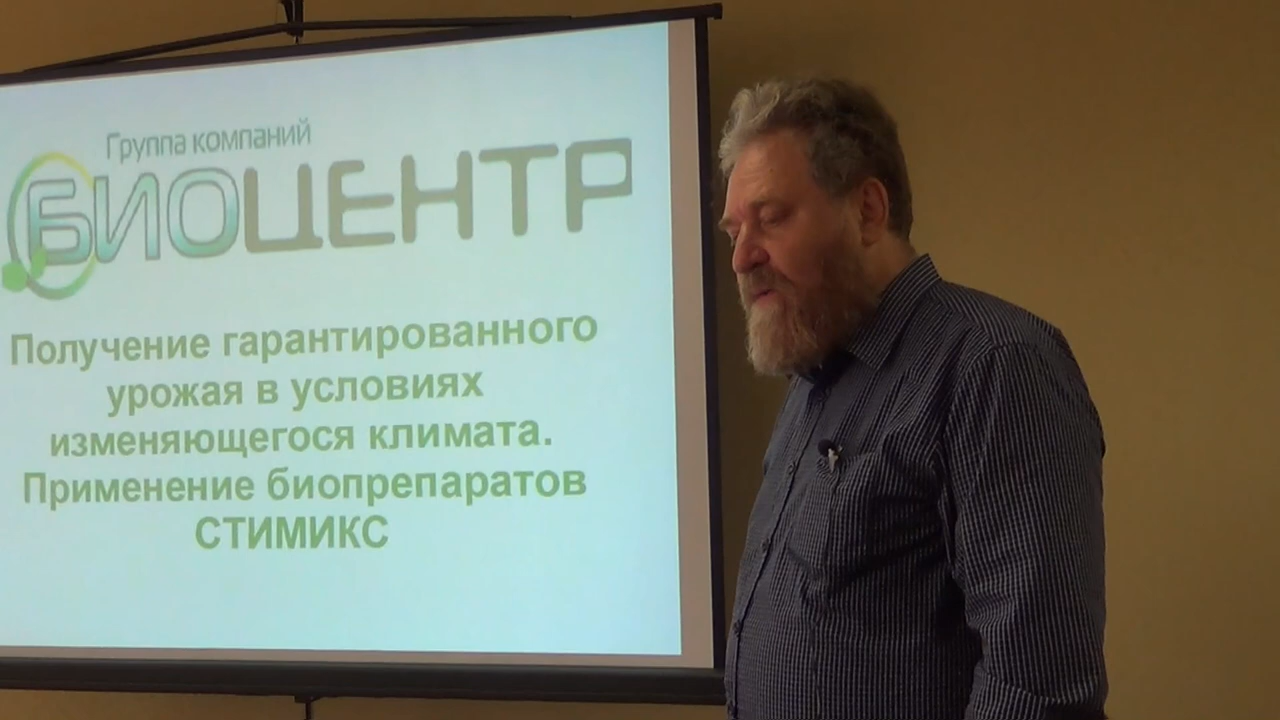 Группа компаний
БИОЦЕНТР
Получение гарантированного
урожая в условиях
изменяющегося климата.
Применение биопрепаратов
СТИМИКС